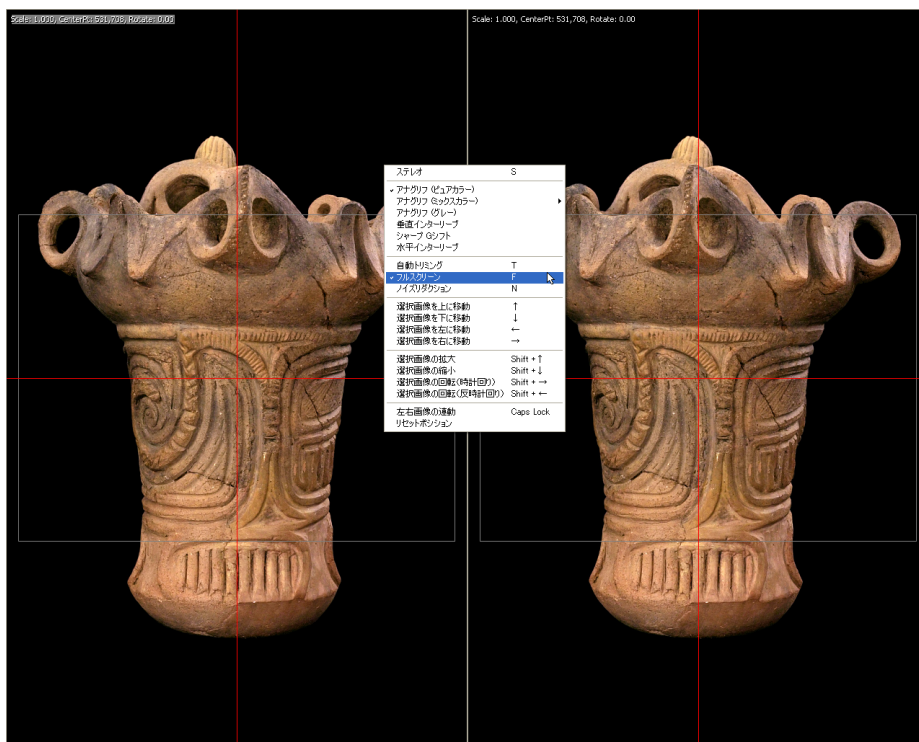 Scale: 1.000, CenterPt: 531,708, Rotate: 0.00
Scale: 1.000, CenterPt: 531,708, Rotate: 0.00
ステレオ S
アナグリフ (ピュアカラー)
アナグリフ (ミックスカラー)
アナグリフ (グレー)
垂直インターリーブ
シャープ Gシフト
水平インターリーブ
自動トリミング T
フルスクリーン F
ノイズリダクション N
選択画像を上に移動 ↑
選択画像を下に移動 ↓
選択画像を左に移動 ←
選択画像を右に移動 →
選択画像の拡大 Shift + ↑
選択画像の縮小 Shift + ↓
選択画像の回転(時計回り) Shift + →
選択画像の回転(反時計回り) Shift + ←
左右画像の連動 Caps Lock
リセットポジション